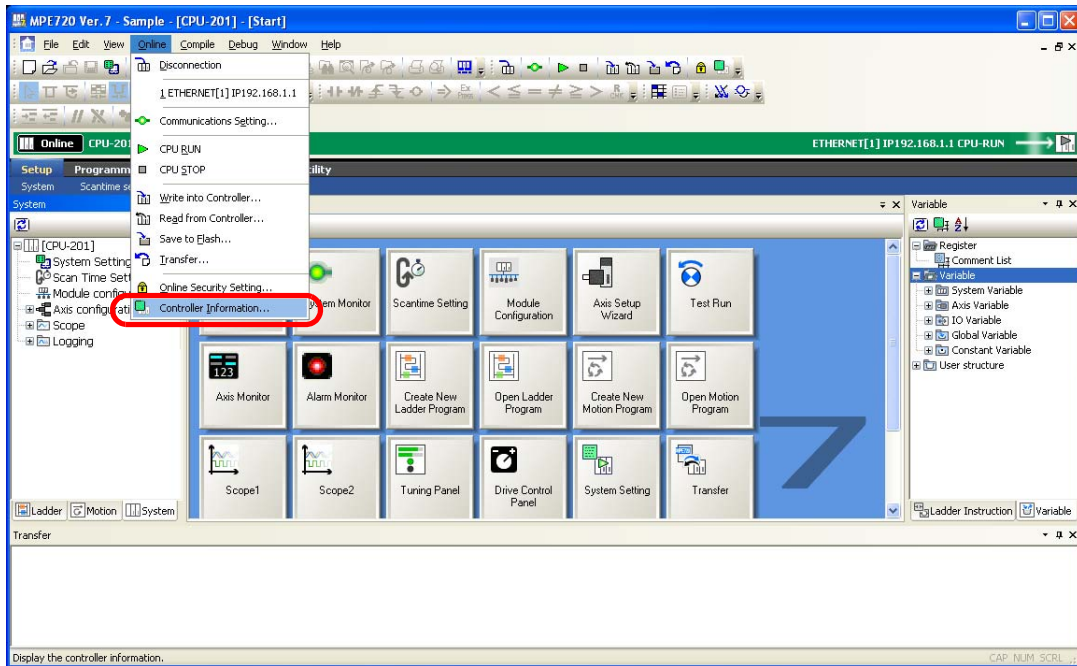 MPE720 Ver. 7 - Sample - [CPU-201] - [Start]
File Edit View Online Compile Debug Window Help
Disconnection
1 ETHERNET[1] IP192.168.1.1
Communications Setting...
CPU RUN
CPU STOP
Write into Controller...
Read from Controller...
Save to Flash...
Transfer...
Online Security Setting...
Controller Information...
Online CPU-201
ETHERNET[1] IP192.168.1.1 CPU-RUN
Setup Programm
ility
System Scantime se
System
[CPU-201]
System Setting
Scan Time Sett
Module configu
Axis configurati
Scope
Logging
Ladder Motion System
ystem Monitor
Scantime Setting
Module Configuration
Axis Setup Wizard
Test Run
123
Axis Monitor
Alarm Monitor
Create New Ladder Program
Open Ladder Program
Create New Motion Program
Open Motion Program
7
Scope1
Scope2
Tuning Panel
Drive Control Panel
System Setting
Transfer
Variable
Register
Comment List
Variable
System Variable
Axis Variable
IO Variable
Global Variable
Constant Variable
User structure
Ladder Instruction Variable
Transfer
Display the controller information.
CAP NUM SCRL